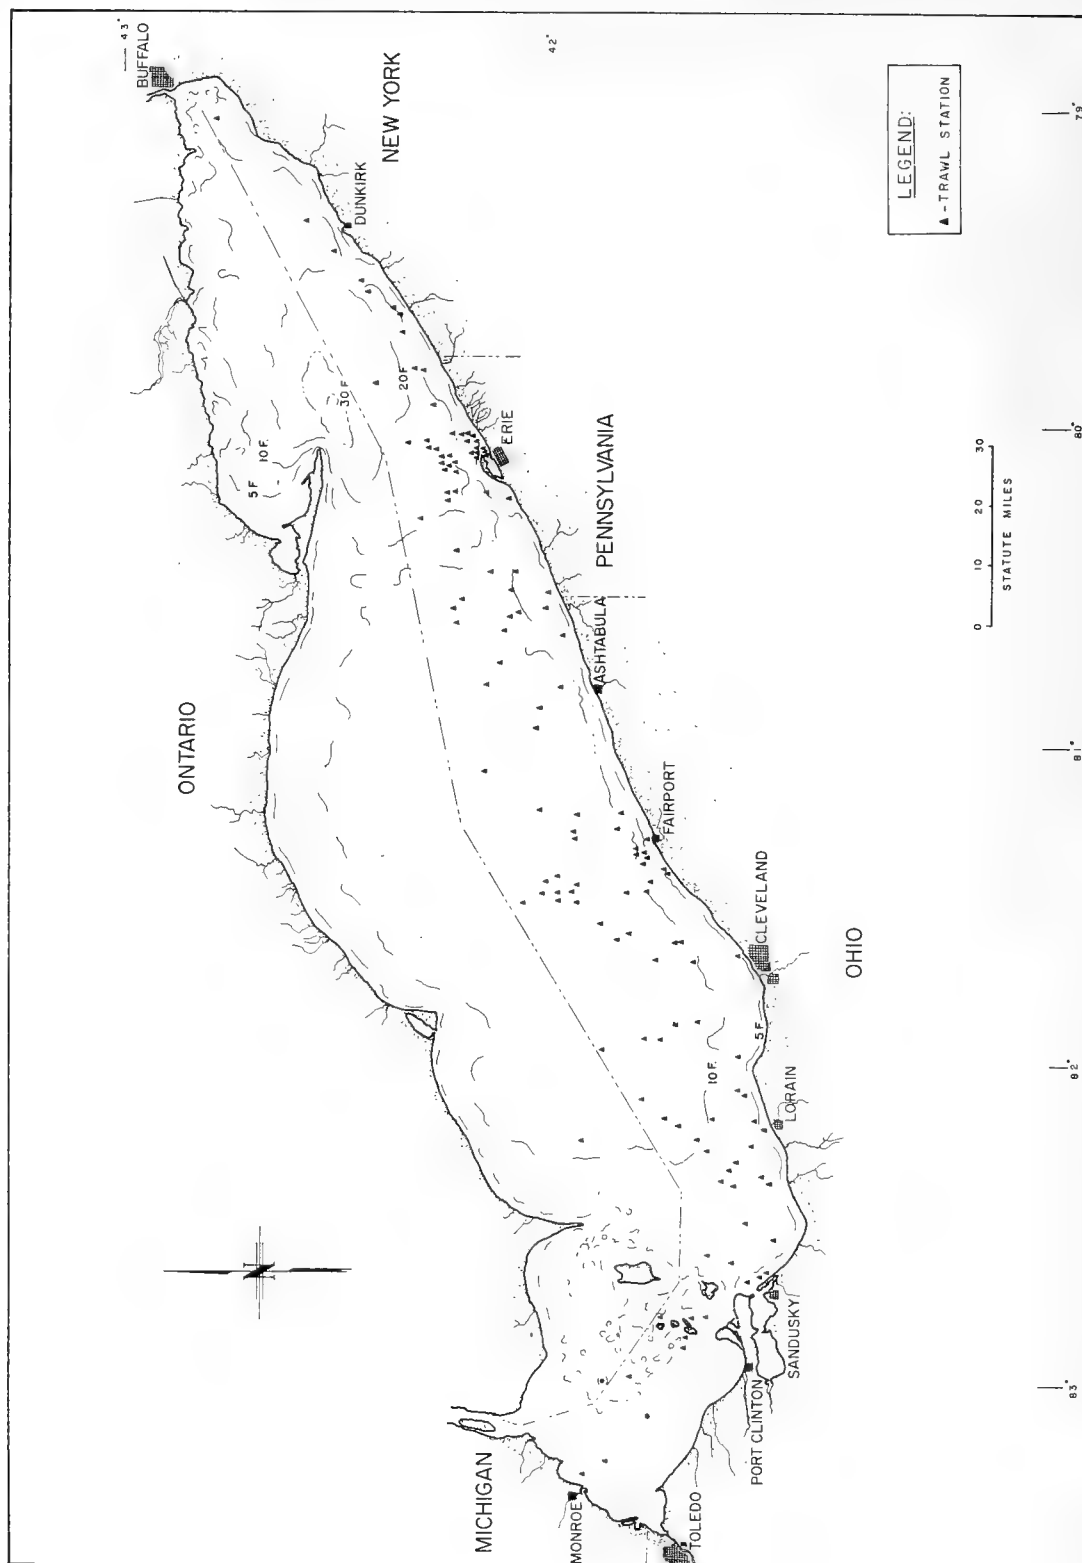 43°
BUFFALO
NEW YORK
42°
DUNKIRK
LEGEND:
▲-TRAWL STATION
79°
30 F
20 F
10 F.
5 F
ERIE
80°
PENNSYLVANIA
0 10 20 30
STATUTE MILES
ONTARIO
ASHTABULA
81°
FAIRPORT
CLEVELAND
OHIO
5 F
10 F.
82°
LORAIN
N
SANDUSKY
PORT CLINTON
83°
MICHIGAN
MONROE
TOLEDO